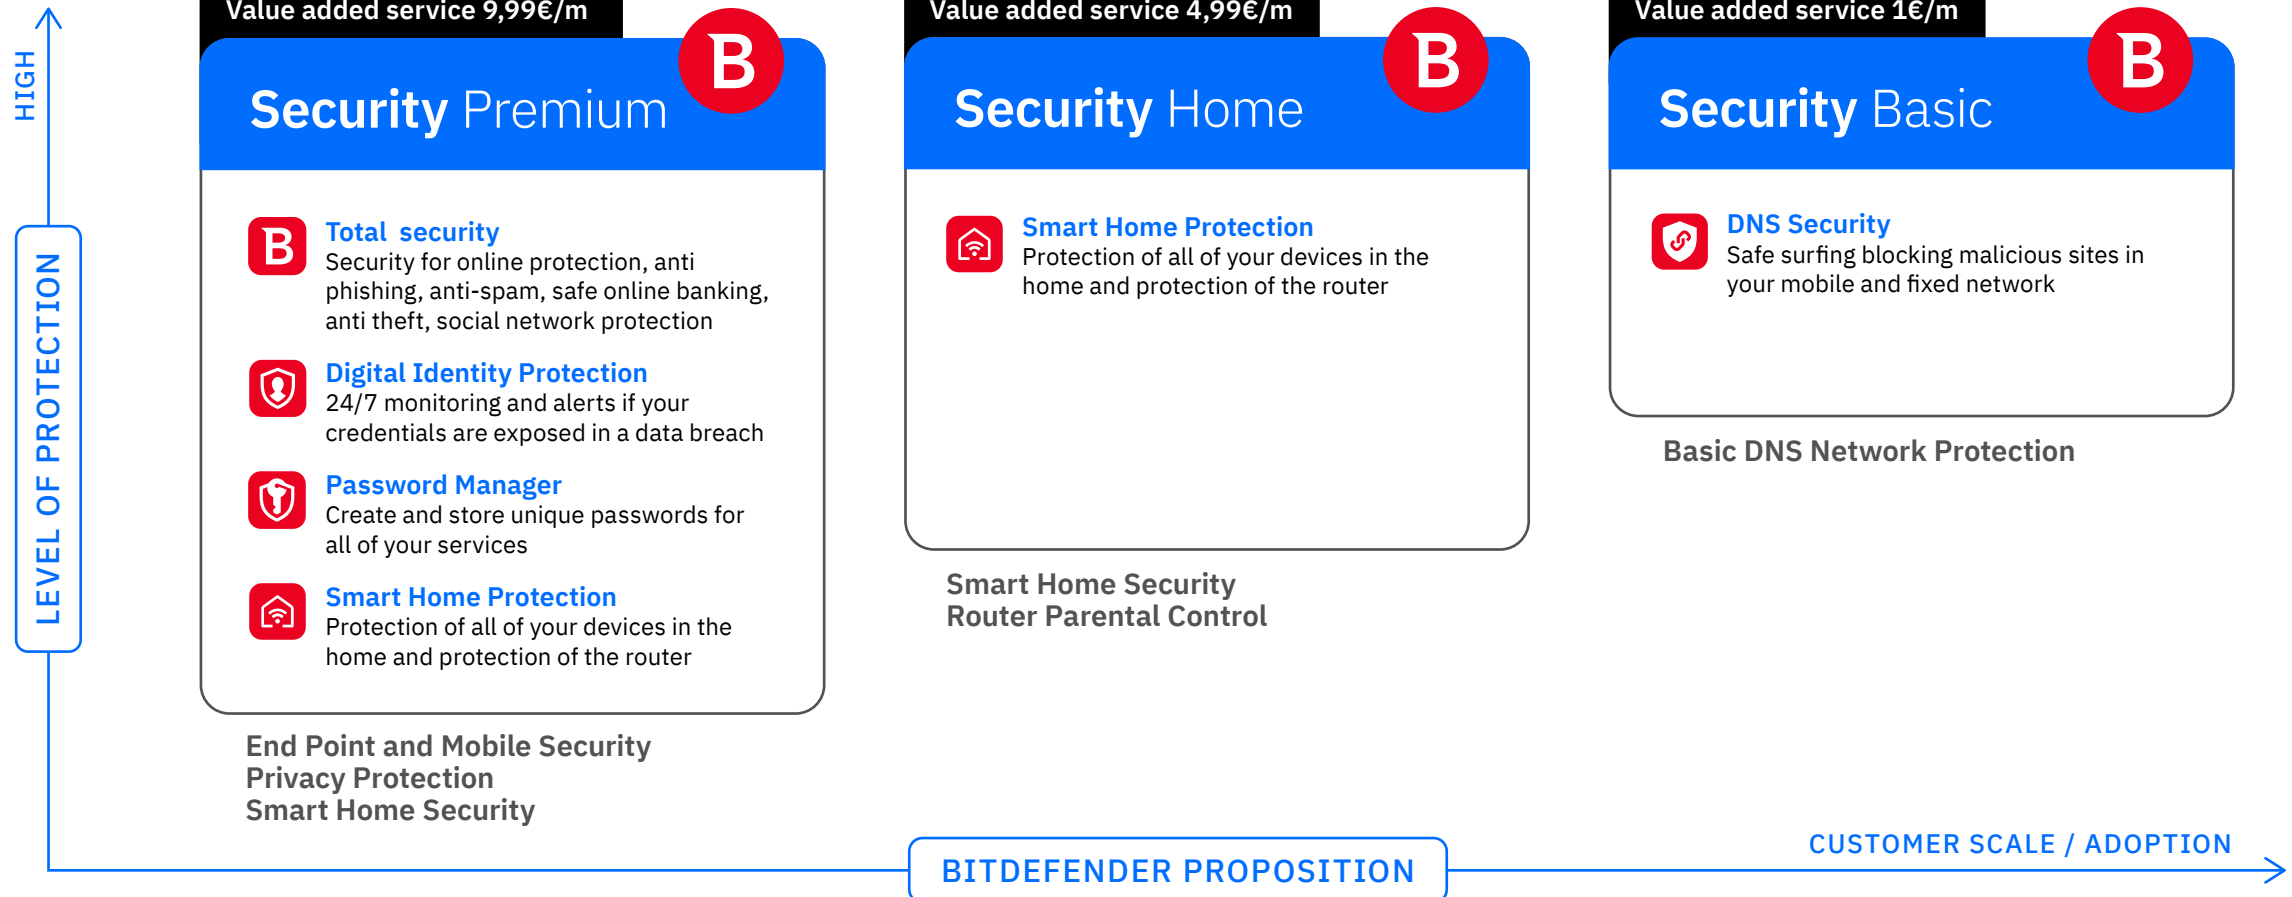 HIGH
LEVEL OF PROTECTION
Value added service 9,99€/m
B
Security Premium
B
Total  security
Security for online protection, anti
phishing, anti-spam, safe online banking,
anti theft, social network protection
Digital Identity Protection
24/7 monitoring and alerts if your
credentials are exposed in a data breach
Password Manager
Create and store unique passwords for
all of your services
Smart Home Protection
Protection of all of your devices in the
home and protection of the router
End Point and Mobile Security
Privacy Protection
Smart Home Security
Value added service 4,99€/m
B
Security Home
Smart Home Protection
Protection of all of your devices in the
home and protection of the router
Smart Home Security
Router Parental Control
Value added service 1€/m
B
Security Basic
DNS Security
Safe surfing blocking malicious sites in
your mobile and fixed network
Basic DNS Network Protection
CUSTOMER SCALE / ADOPTION
BITDEFENDER PROPOSITION